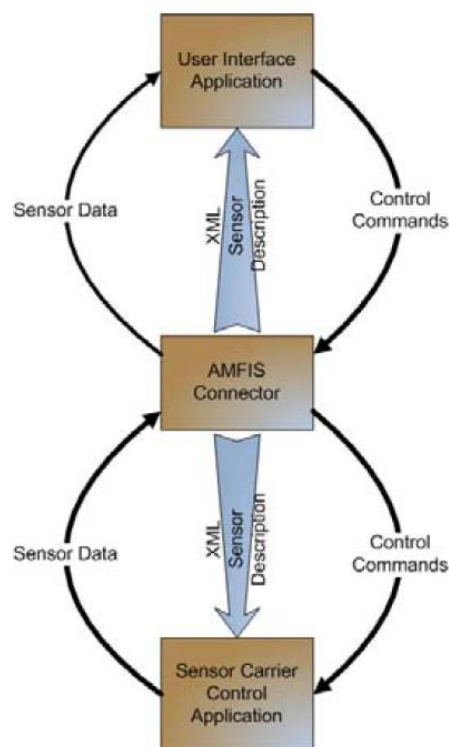 User Interface
Application
Sensor Data
XML
Sensor
Description
Control
Commands
AMFIS
Connector
Sensor Data
XML
Sensor
Description
Control
Commands
Sensor Carrier
Control
Application